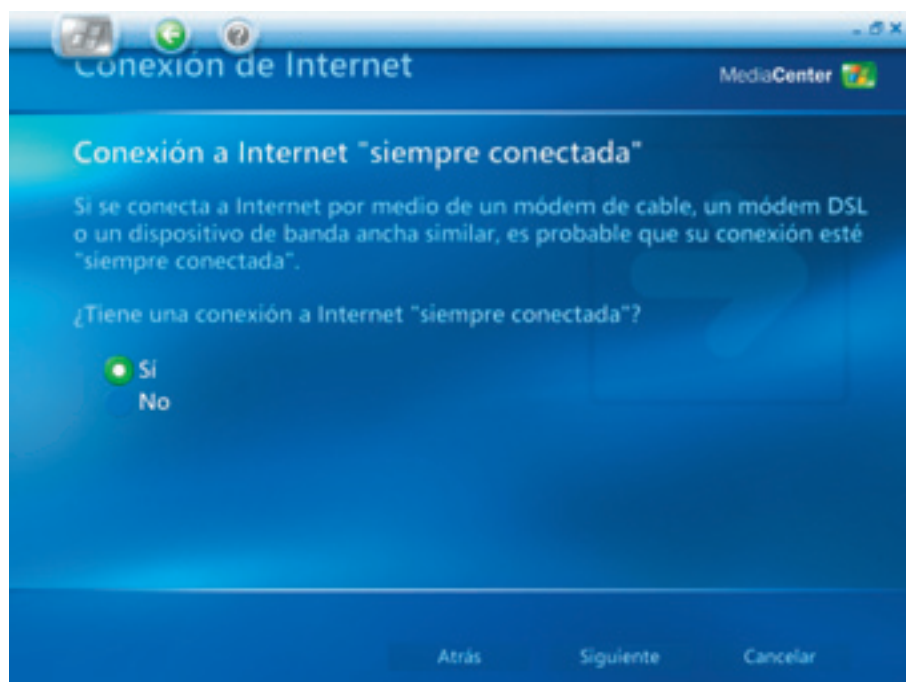 Conexión de Internet
MediaCenter
Conexión a Internet "siempre conectada"
Si se conecta a Internet por medio de un módem de cable, un módem DSL
o un dispositivo de banda ancha similar, es probable que su conexión esté
"siempre conectada".
¿Tiene una conexión a Internet "siempre conectada"?
Sí
No
Atrás Siguiente Cancelar